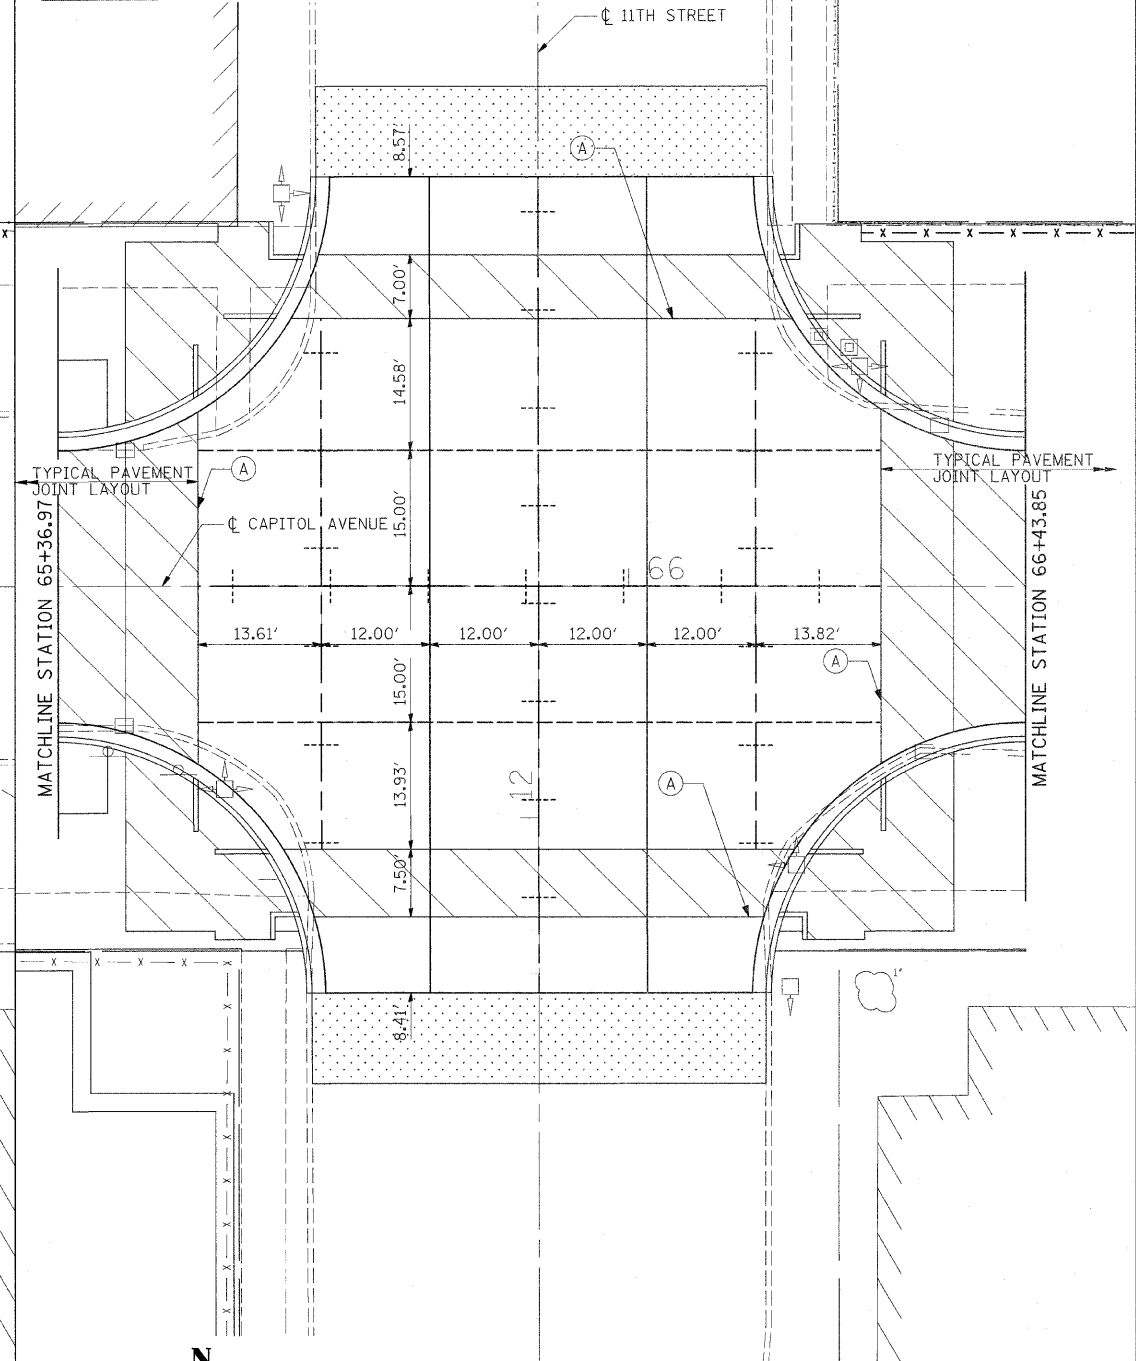 ℄ 11TH STREET
8.57'
A
7.00'
14.58'
TYPICAL PAVEMENT
JOINT LAYOUT
A
TYPICAL PAVEMENT
JOINT LAYOUT
MATCHLINE STATION 65+36.97
℄ CAPITOL AVENUE
15.00'
66
MATCHLINE STATION 66+43.85
13.61'
12.00'
12.00'
12.00'
12.00'
13.82'
A
15.00'
13.93'
12
A
7.50'
8.41'
1"
X
X X X X X X
X X X X X
X
X
X
X
X
X
X
X
N